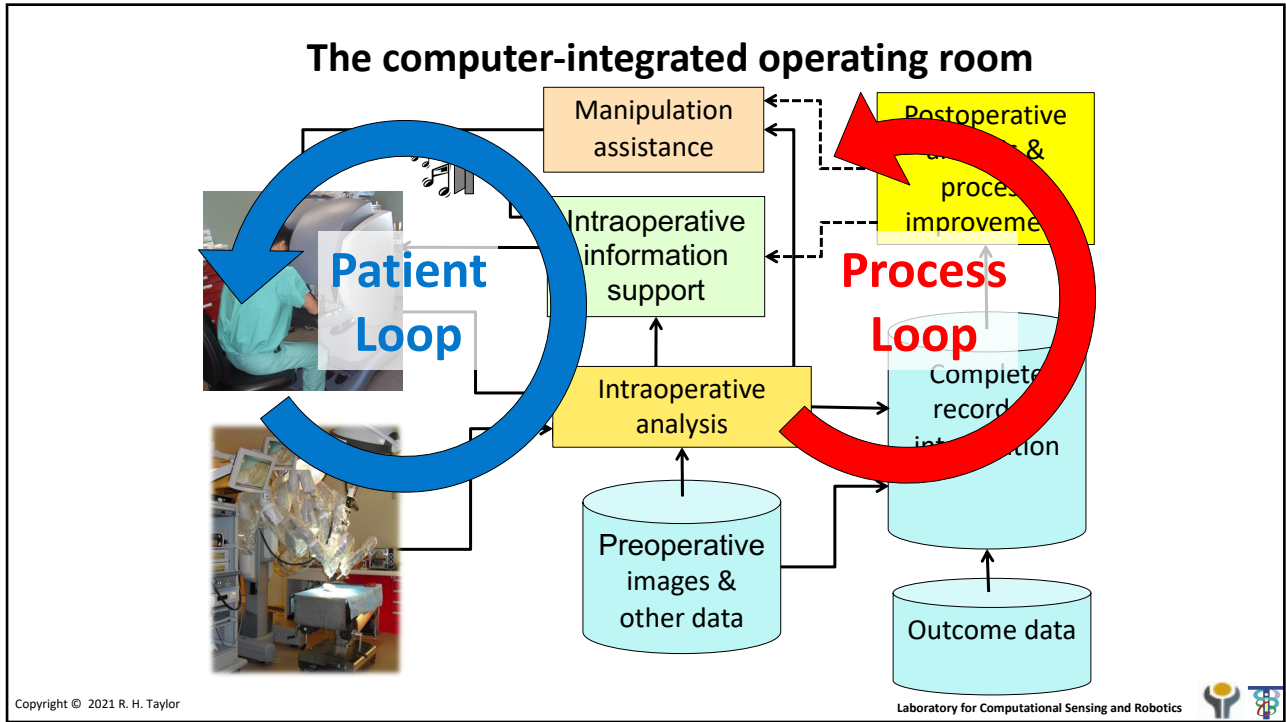 The computer-integrated operating room
Manipulation
assistance
Postoperative
&
process
improvement
Intraoperative
information
support
Patient
Loop
Process
Loop
Intraoperative
analysis
Complete
record
Preoperative
images &
other data
Outcome data
Copyright © 2021 R. H. Taylor
Laboratory for Computational Sensing and Robotics